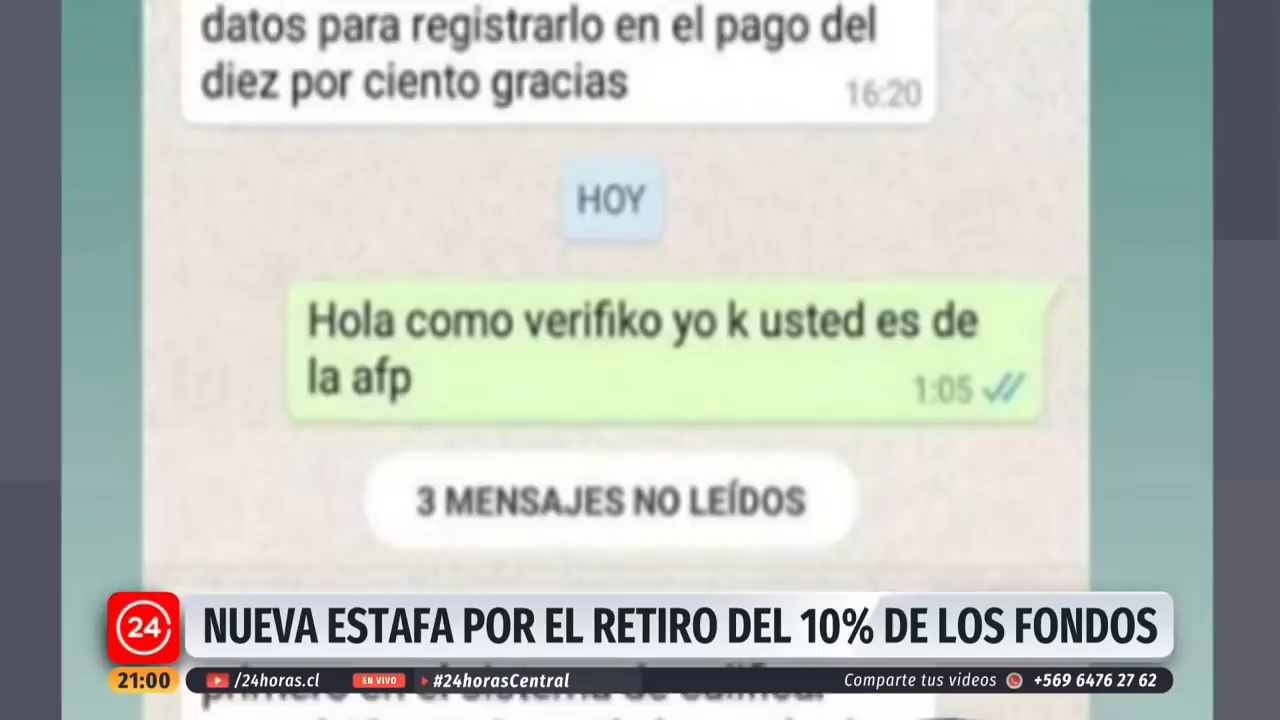 datos para registrarlo en el pago del
diez por ciento gracias
16:20
HOY
Hola como verifiko yo k usted es de
la afp
1:05
3 MENSAJES NO LEÍDOS
24 NUEVA ESTAFA POR EL RETIRO DEL 10% DE LOS FONDOS
21:00 /24horas.cl EN VIVO #24horasCentral Comparte tus videos +569 6476 27 62